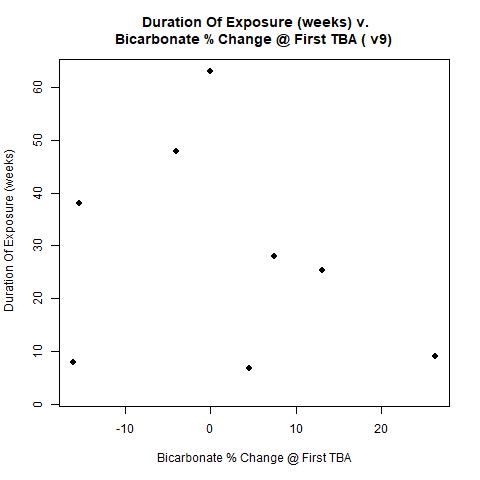 Duration Of Exposure (weeks) v.
Bicarbonate % Change @ First TBA ( v9)
Duration Of Exposure (weeks)
60
50
40
30
20
10
0
-10
0
10
20
Bicarbonate % Change @ First TBA